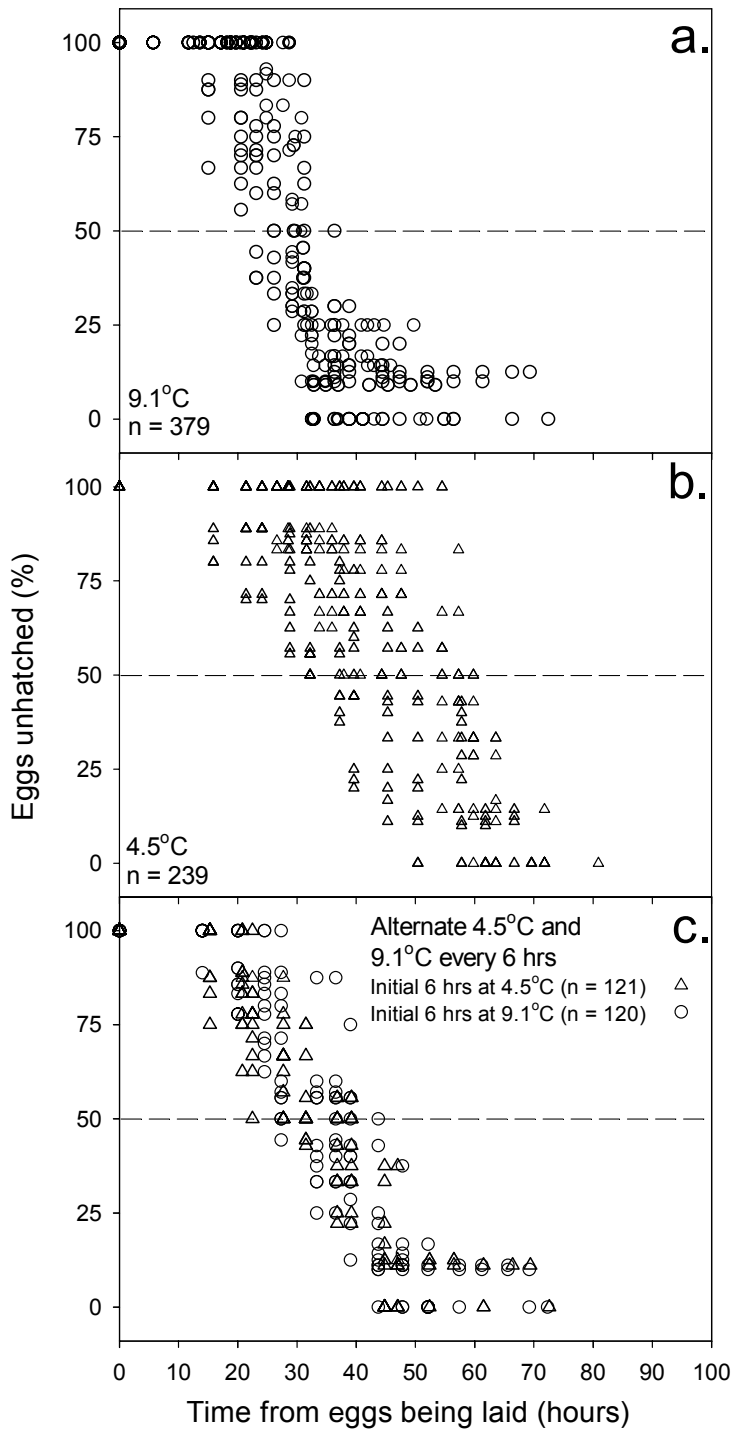 a.
100
75
50
25
0
9.1°C
n = 379
b.
100
75
50
25
0
4.5°C
n = 239
Eggs unhatched (%)
c.
Alternate 4.5°C and
9.1°C every 6 hrs
Initial 6 hrs at 4.5°C (n = 121)
Initial 6 hrs at 9.1°C (n = 120)
100
75
50
25
0
0 10 20 30 40 50 60 70 80 90 100
Time from eggs being laid (hours)